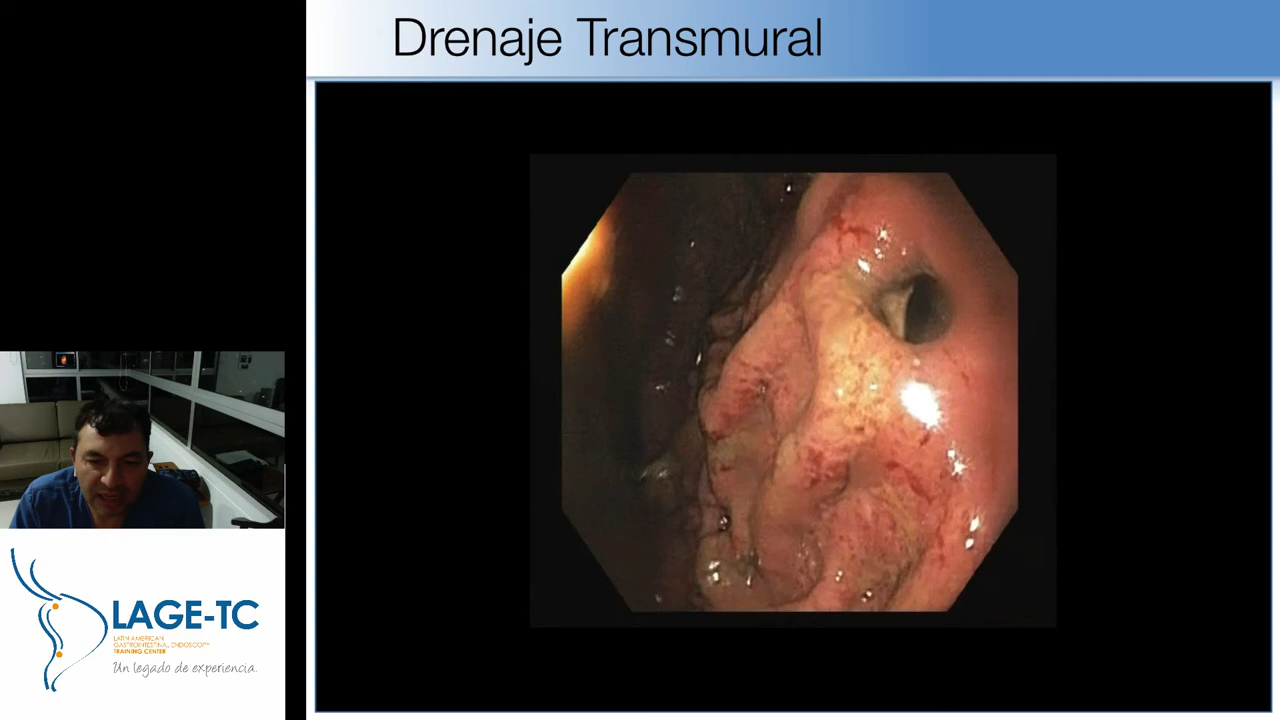 Drenaje Transmural
LAGE-TC
LATIN AMERICAN
GASTROINTESTINAL ENDOSCOPY
TRAINING CENTER
Un legado de experiencia.